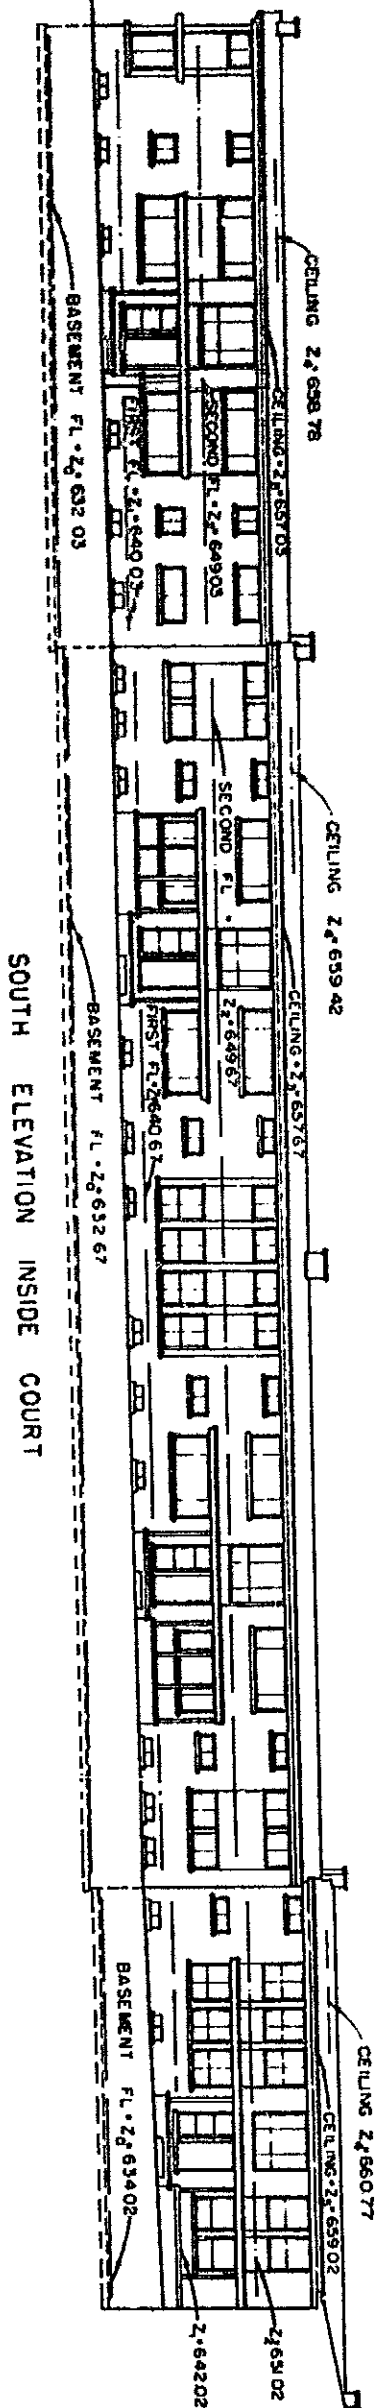 CEILING Z₄·658 78
CEILING·Z₃·657 03
SECOND FL·Z₂·649 03
FIRST FL·Z₁·640 03
BASEMENT FL·Z₀·632 03
CEILING Z₄·659 42
CEILING·Z₃·657 67
SECOND FL·
Z₂·649 67
FIRST FL·Z₁·640 67
BASEMENT FL·Z₀·632 67
CEILING Z₄·660 77
CEILING·Z₃·659 02
Z₂·651 02
Z₁·642 02
BASEMENT FL·Z₀·634 02
SOUTH ELEVATION INSIDE COURT